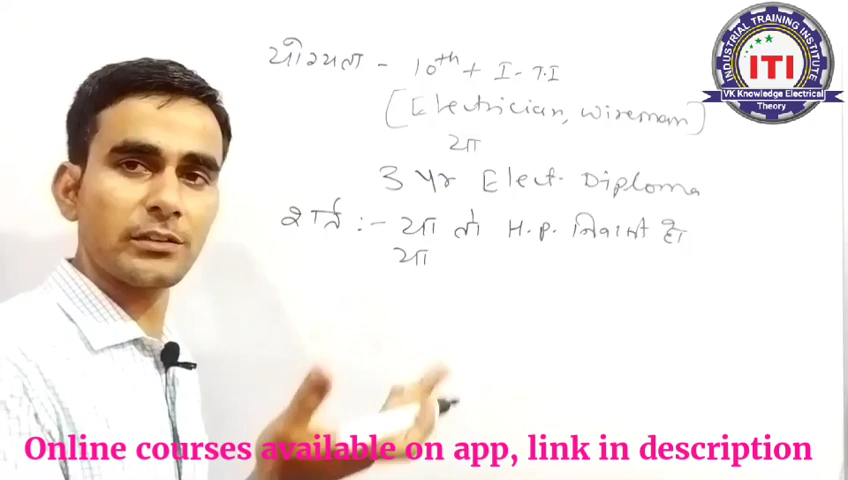 योग्यता - 10th + I.T.I
[Electrician, Wireman]
या
3 Yr Elect. Diploma
शर्त :- या तो H.P. निवासी हो
या
INDUSTRIAL TRAINING INSTITUTE
ITI
VK Knowledge Electrical
Theory
Online courses available on app, link in description